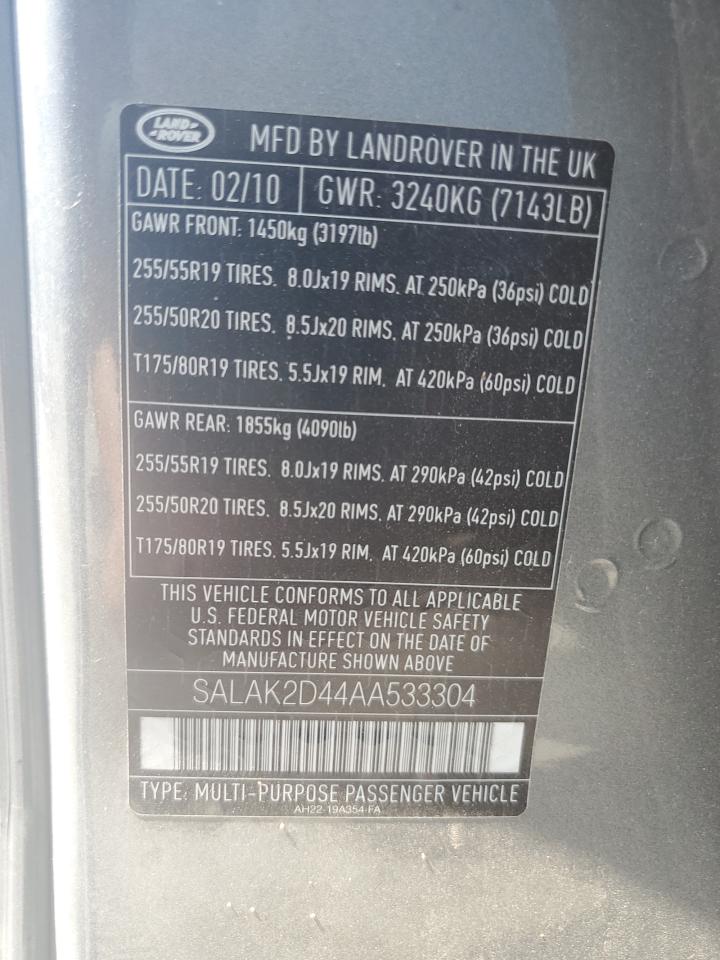 LAND-
-ROVER
MFD BY LANDROVER IN THE UK
DATE: 02/10 GWR: 3240KG (7143LB)
GAWR FRONT: 1450kg (3197lb)
255/55R19 TIRES. 8.0Jx19 RIMS. AT 250kPa (36psi) COLD
255/50R20 TIRES. 8.5Jx20 RIMS. AT 250kPa (36psi) COLD
T175/80R19 TIRES. 5.5Jx19 RIM. AT 420kPa (60psi) COLD
GAWR REAR: 1855kg (4090lb)
255/55R19 TIRES. 8.0Jx19 RIMS. AT 290kPa (42psi) COLD
255/50R20 TIRES. 8.5Jx20 RIMS. AT 290kPa (42psi) COLD
T175/80R19 TIRES. 5.5Jx19 RIM. AT 420kPa (60psi) COLD
THIS VEHICLE CONFORMS TO ALL APPLICABLE
U.S. FEDERAL MOTOR VEHICLE SAFETY
STANDARDS IN EFFECT ON THE DATE OF
MANUFACTURE SHOWN ABOVE
SALAK2D44AA533304
TYPE: MULTI-PURPOSE PASSENGER VEHICLE
AH22-19A354-FA